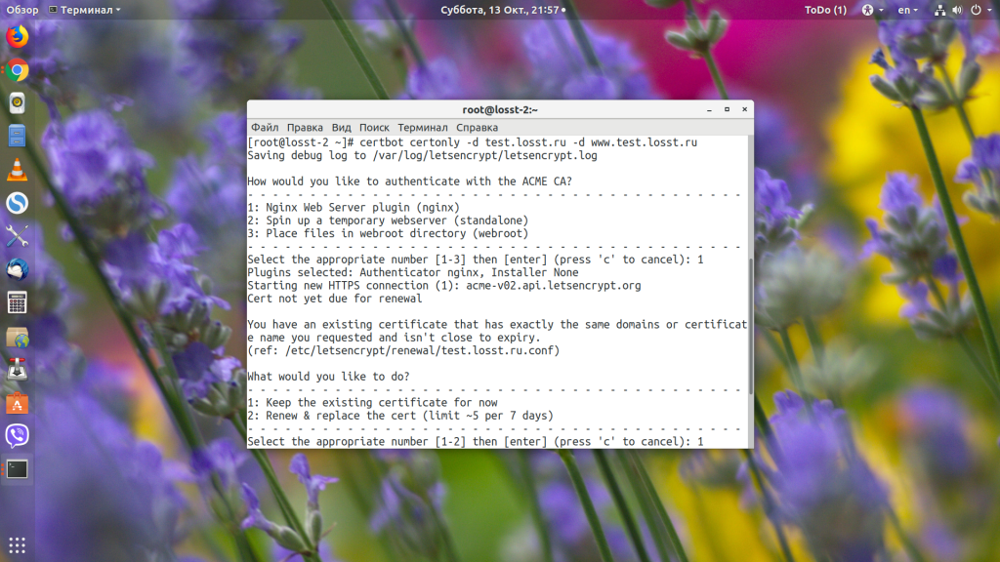 Обзор
Терминал
Суббота, 13 Окт., 21:57
ToDo (1)
en
root@losst-2:~
Файл Правка Вид Поиск Терминал Справка
[root@losst-2 ~]# certbot certonly -d test.losst.ru -d www.test.losst.ru
Saving debug log to /var/log/letsencrypt/letsencrypt.log
How would you like to authenticate with the ACME CA?
- - - - - - - - - - - - - - - - - - - - - - - - - - - - - - - - - - - - - - - -
1: Nginx Web Server plugin (nginx)
2: Spin up a temporary webserver (standalone)
3: Place files in webroot directory (webroot)
- - - - - - - - - - - - - - - - - - - - - - - - - - - - - - - - - - - - - - - -
Select the appropriate number [1-3] then [enter] (press 'c' to cancel): 1
Plugins selected: Authenticator nginx, Installer None
Starting new HTTPS connection (1): acme-v02.api.letsencrypt.org
Cert not yet due for renewal
You have an existing certificate that has exactly the same domains or certificat
e name you requested and isn't close to expiry.
(ref: /etc/letsencrypt/renewal/test.losst.ru.conf)
What would you like to do?
- - - - - - - - - - - - - - - - - - - - - - - - - - - - - - - - - - - - - - - -
1: Keep the existing certificate for now
2: Renew & replace the cert (limit ~5 per 7 days)
- - - - - - - - - - - - - - - - - - - - - - - - - - - - - - - - - - - - - - - -
Select the appropriate number [1-2] then [enter] (press 'c' to cancel): 1